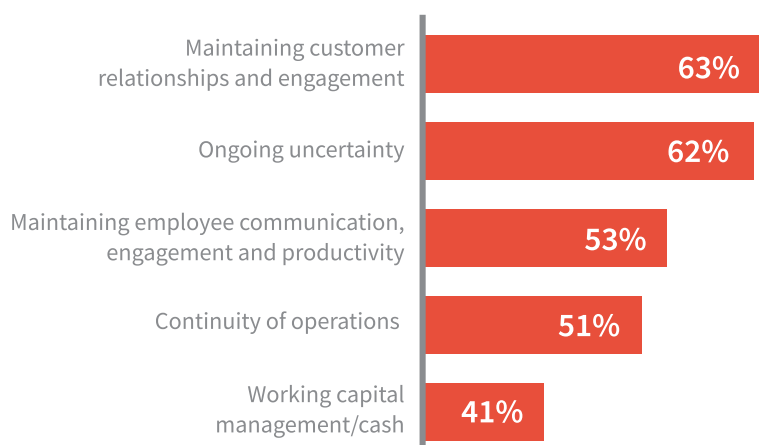 Maintaining customer
relationships and engagement
63%
Ongoing uncertainty
62%
Maintaining employee communication,
engagement and productivity
53%
Continuity of operations
51%
Working capital
management/cash
41%